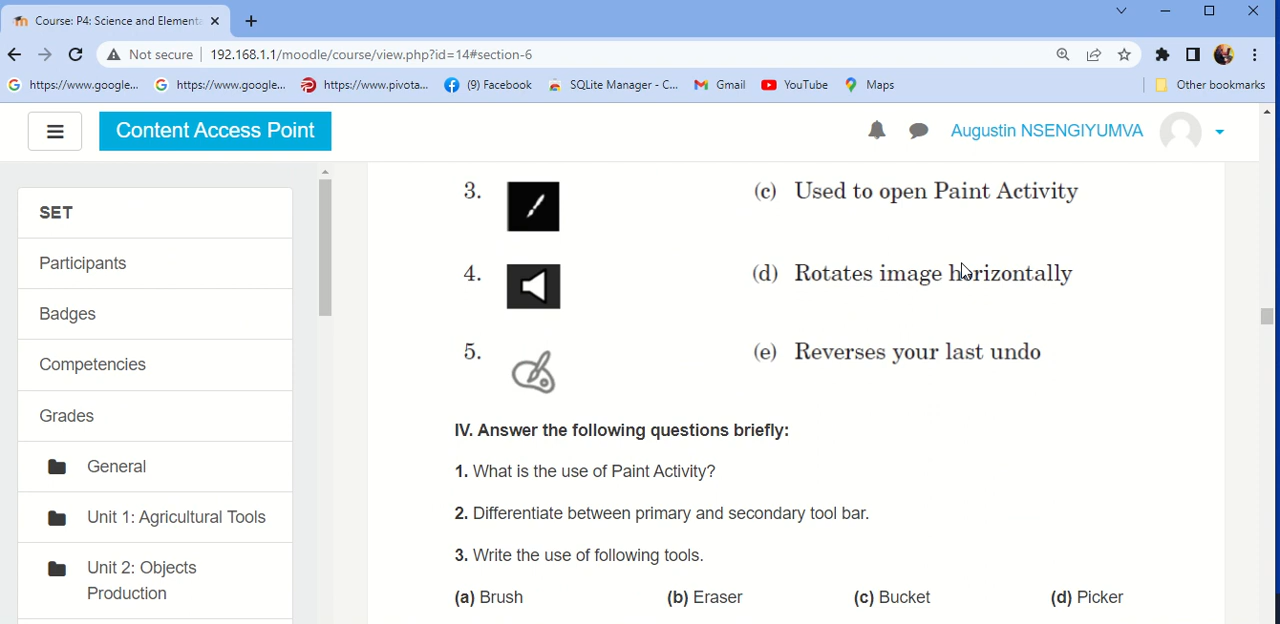 Course: P4: Science and Elementa
Not secure 192.168.1.1/moodle/course/view.php?id=14#section-6
https://www.google... https://www.google... https://www.pivota... (9) Facebook SQLite Manager - C... Gmail YouTube Maps Other bookmarks
Content Access Point Augustin NSENGIYUMVA
SET
Participants
Badges
Competencies
Grades
General
Unit 1: Agricultural Tools
Unit 2: Objects
Production
3. (c) Used to open Paint Activity
4. (d) Rotates image horizontally
5. (e) Reverses your last undo
IV. Answer the following questions briefly:
1. What is the use of Paint Activity?
2. Differentiate between primary and secondary tool bar.
3. Write the use of following tools.
(a) Brush (b) Eraser (c) Bucket (d) Picker